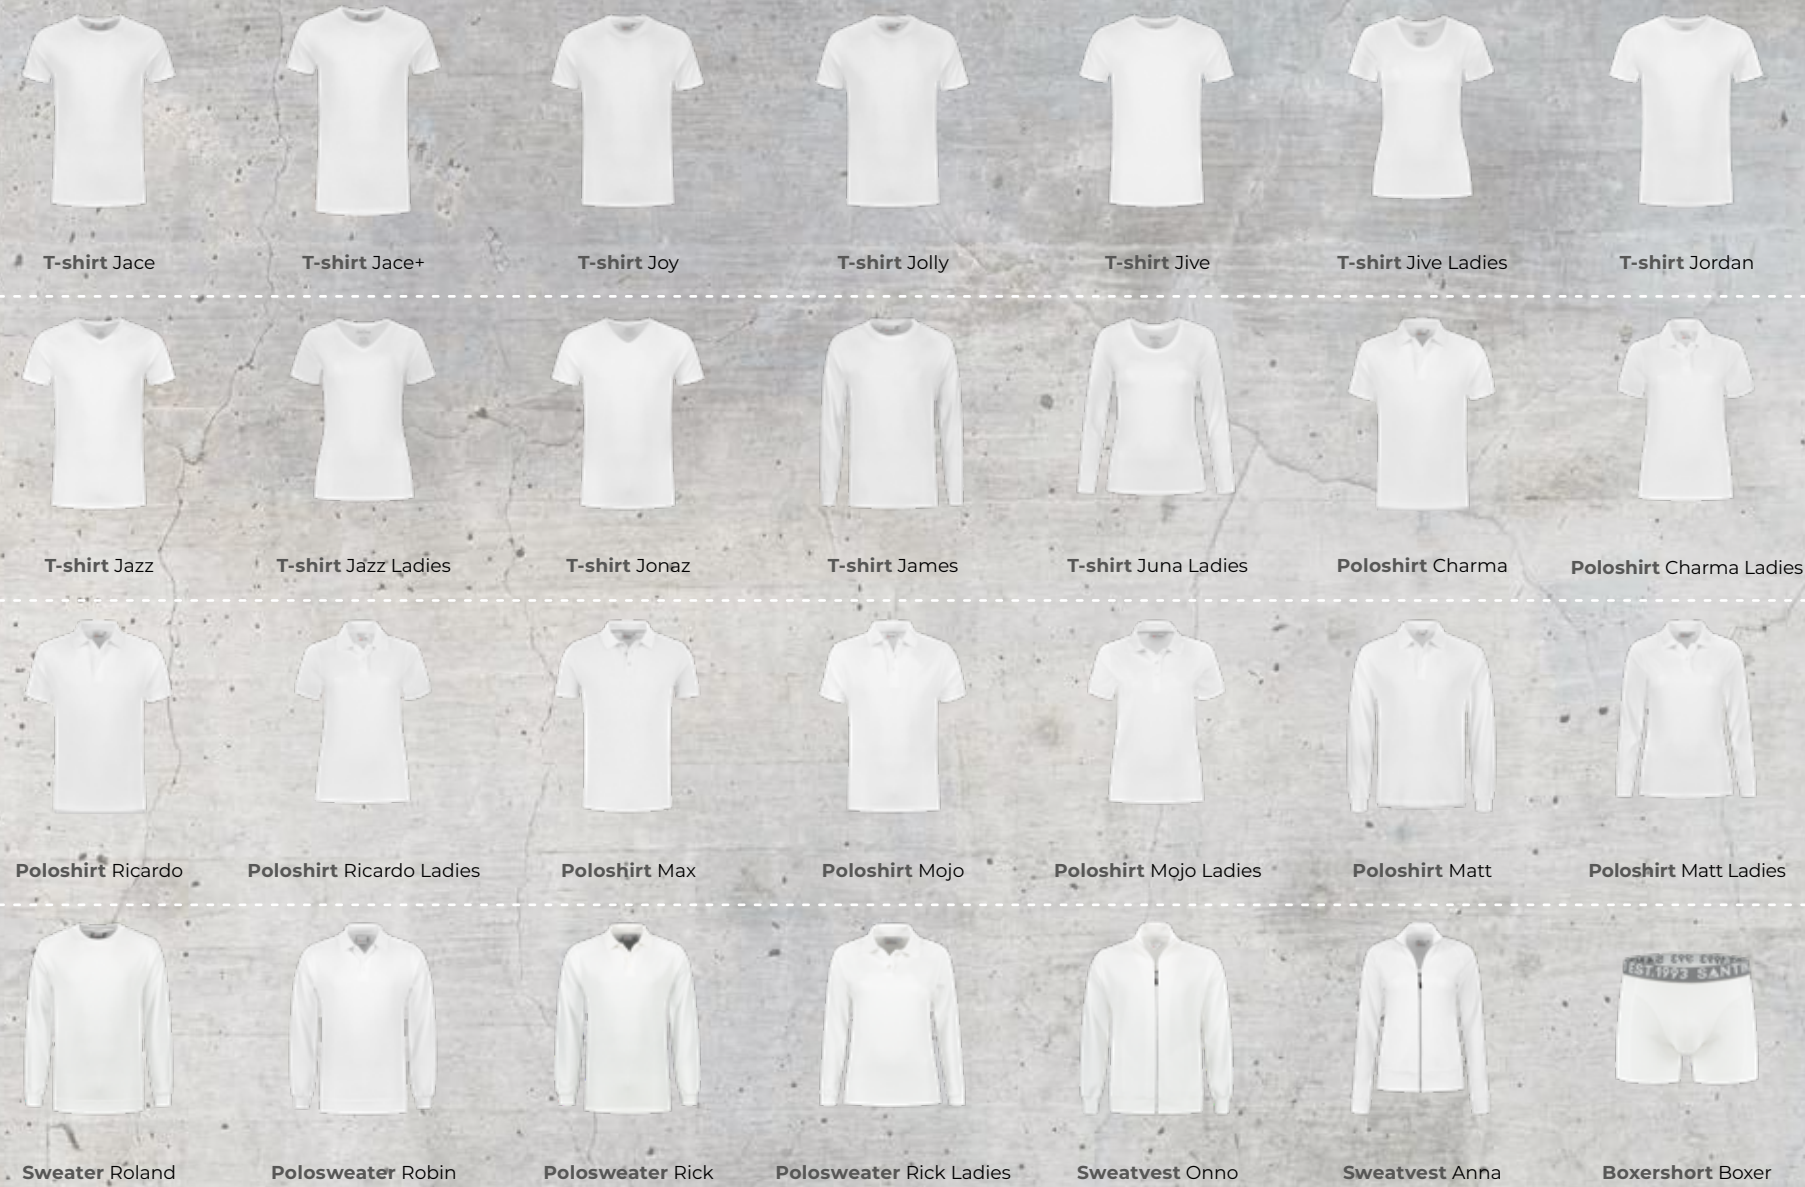 T-shirt Jace
T-shirt Jace+
T-shirt Joy
T-shirt Jolly
T-shirt Jive
T-shirt Jive Ladies
T-shirt Jordan
T-shirt Jazz
T-shirt Jazz Ladies
T-shirt Jonaz
T-shirt James
T-shirt Juna Ladies
Poloshirt Charma
Poloshirt Charma Ladies
Poloshirt Ricardo
Poloshirt Ricardo Ladies
Poloshirt Max
Poloshirt Mojo
Poloshirt Mojo Ladies
Poloshirt Matt
Poloshirt Matt Ladies
EST.1993 SANT
Sweater Roland
Polosweater Robin
Polosweater Rick
Polosweater Rick Ladies
Sweatvest Onno
Sweatvest Anna
Boxershort Boxer